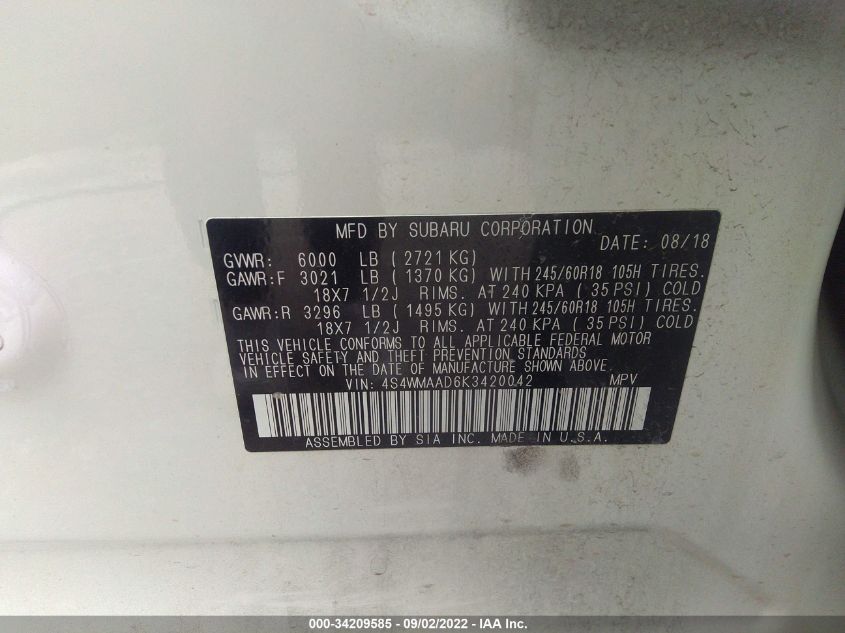 MFD BY SUBARU CORPORATION
DATE: 08/18
GVWR: 6000 LB ( 2721 KG)
GAWR:F 3021 LB ( 1370 KG) WITH 245/60R18 105H TIRES.
18X7 1/2J RIMS. AT 240 KPA ( 35 PSI) COLD
GAWR:R 3296 LB ( 1495 KG) WITH 245/60R18 105H TIRES.
18X7 1/2J RIMS. AT 240 KPA ( 35 PSI) COLD
THIS VEHICLE CONFORMS TO ALL APPLICABLE FEDERAL MOTOR
VEHICLE SAFETY AND THEFT PREVENTION STANDARDS
IN EFFECT ON THE DATE OF MANUFACTURE SHOWN ABOVE.
VIN: 4S4WMAAD6K3420042 MPV
ASSEMBLED BY SIA INC. MADE IN U.S.A.
000-34209585 - 09/02/2022 - IAA Inc.